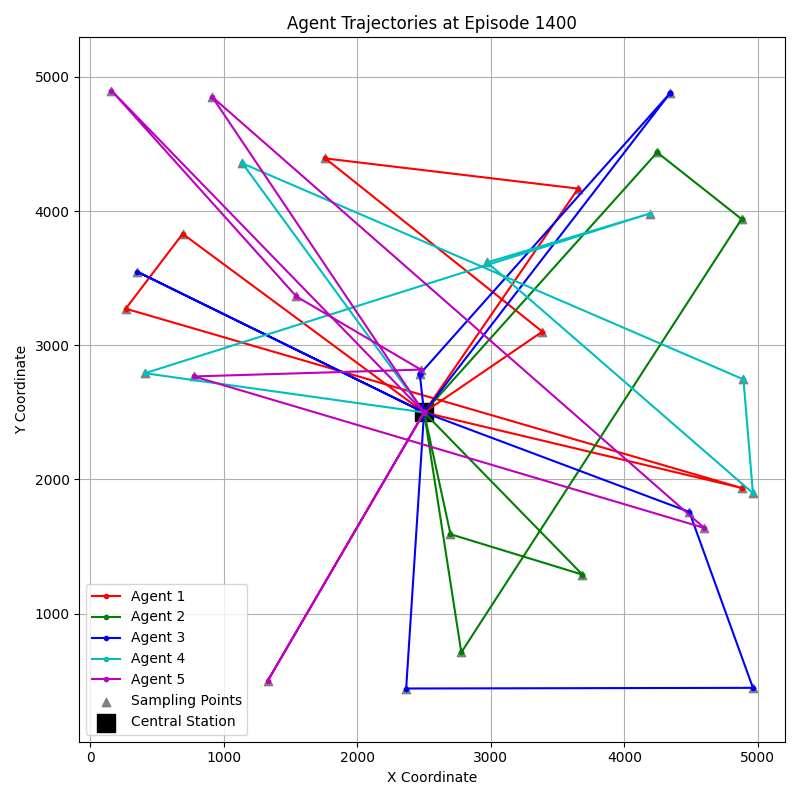 Agent Trajectories at Episode 1400
Y Coordinate
5000
4000
3000
2000
1000
Agent 1
Agent 2
Agent 3
Agent 4
Agent 5
Sampling Points
Central Station
0 1000 2000 3000 4000 5000
X Coordinate